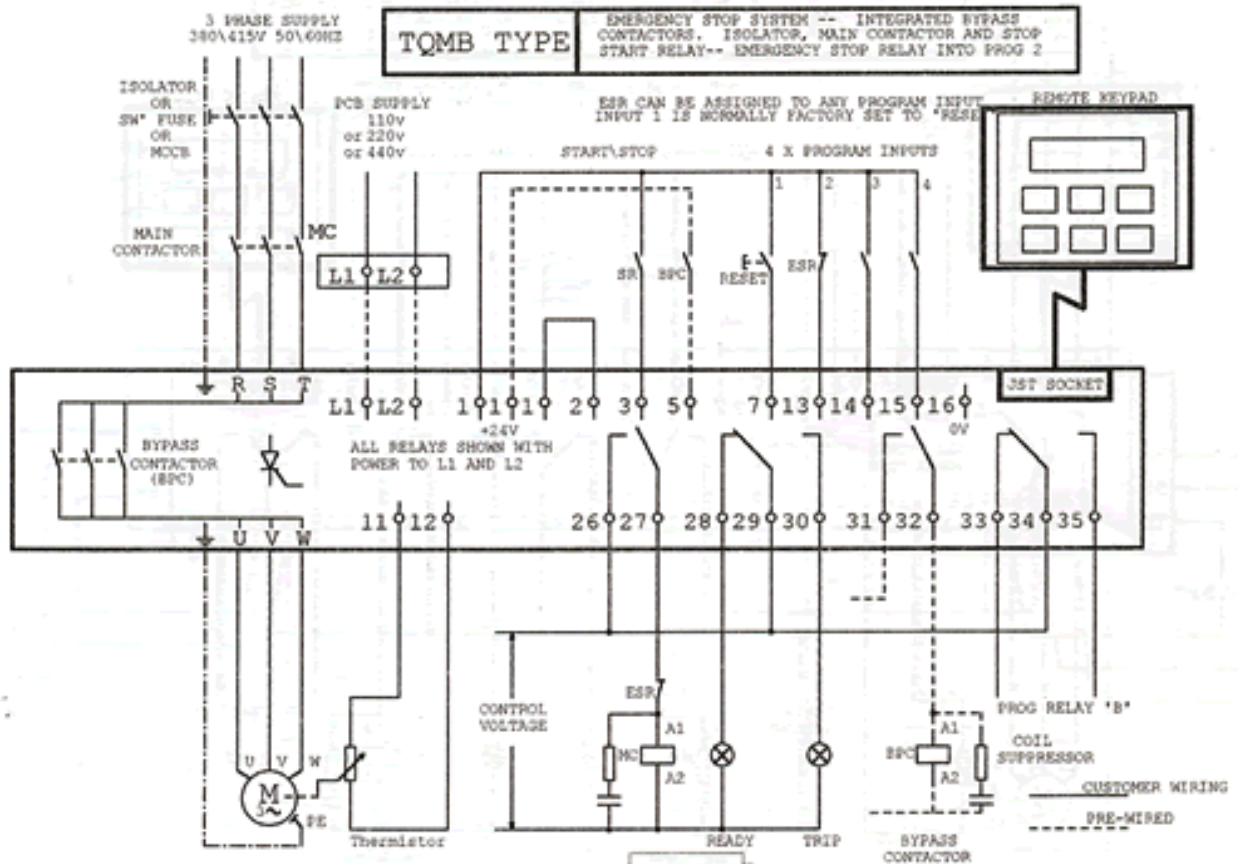 3 PHASE SUPPLY
380\415V 50\60HZ
TQMB TYPE
EMERGENCY STOP SYSTEM -- INTEGRATED BYPASS
CONTACTORS. ISOLATOR, MAIN CONTACTOR AND STOP
START RELAY-- EMERGENCY STOP RELAY INTO PROG 2
ISOLATOR
OR
SW" FUSE
OR
MCCB
PCB SUPPLY
110v
or 220v
or 440v
ESR CAN BE ASSIGNED TO ANY PROGRAM INPUT
INPUT 1 IS NORMALLY FACTORY SET TO "RESE
REMOTE KEYPAD
START\STOP
4 X PROGRAM INPUTS
1 2 3 4
MAIN
CONTACTOR
MC
L1 L2
SR BPC RESET ESR
R S T
L1 L2 1 1 1 2 3 5 7 13 14 15 16
+24V
0V
JST SOCKET
ALL RELAYS SHOWN WITH
POWER TO L1 AND L2
BYPASS
CONTACTOR
(BPC)
U V W
11 12 26 27 28 29 30 31 32 33 34 35
CONTROL
VOLTAGE
ESR
A1
MC
A2
PROG RELAY "B"
A1
BPC
A2
COIL
SUPPRESSOR
CUSTOMER WIRING
PRE-WIRED
U V W
M
3~
PE
Thermistor
READY
TRIP
BYPASS
CONTACTOR